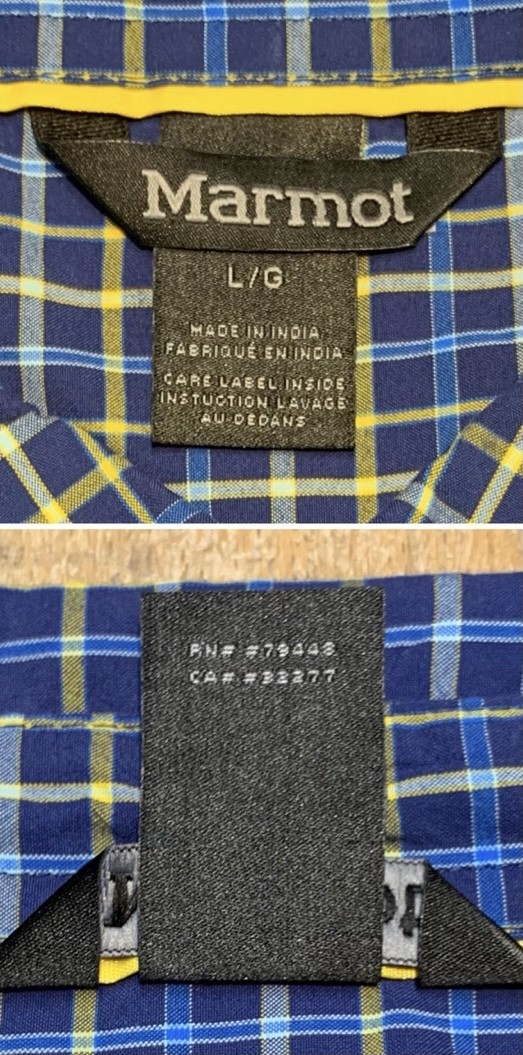 Marmot
L/G
MADE IN INDIA
FABRIQUÉ EN INDIA
CARE LABEL INSIDE
INSTUCTION LAVAGE
AU-DEDANS
RN# #79448
CA# #32277